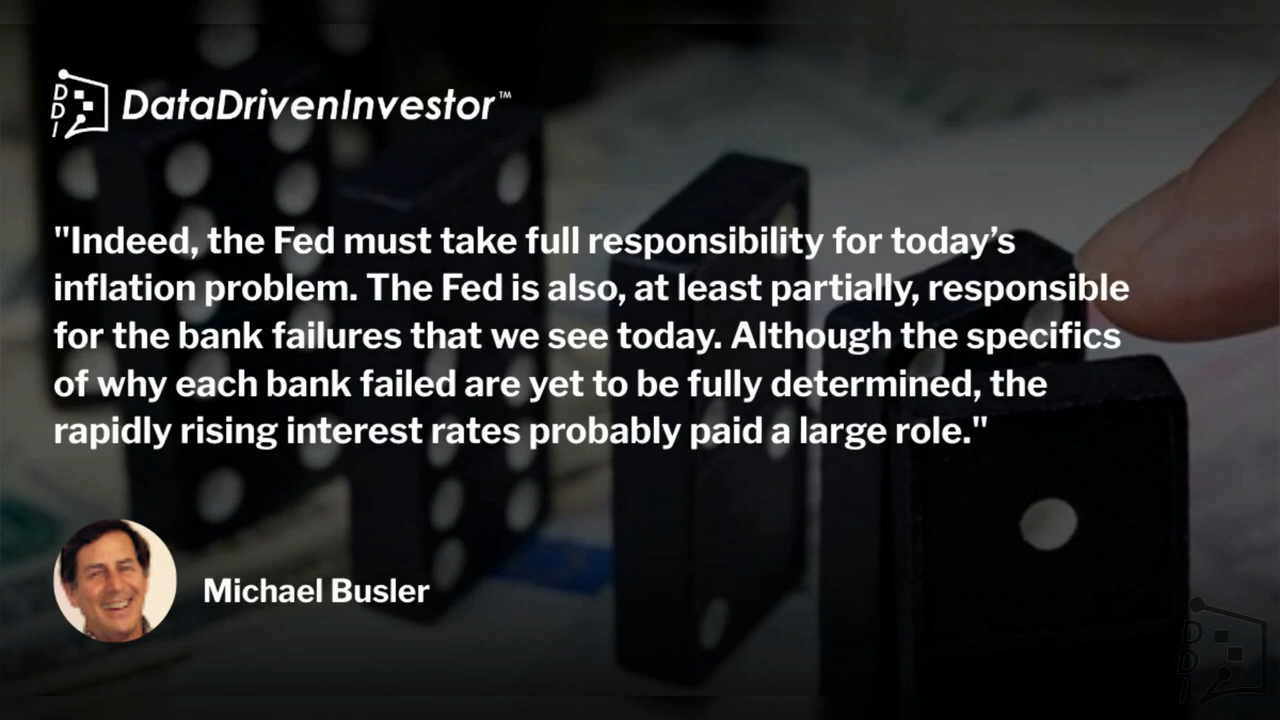 DDI
DataDrivenInvestor™
"Indeed, the Fed must take full responsibility for today’s
inflation problem. The Fed is also, at least partially, responsible
for the bank failures that we see today. Although the specifics
of why each bank failed are yet to be fully determined, the
rapidly rising interest rates probably paid a large role."
Michael Busler
DDI